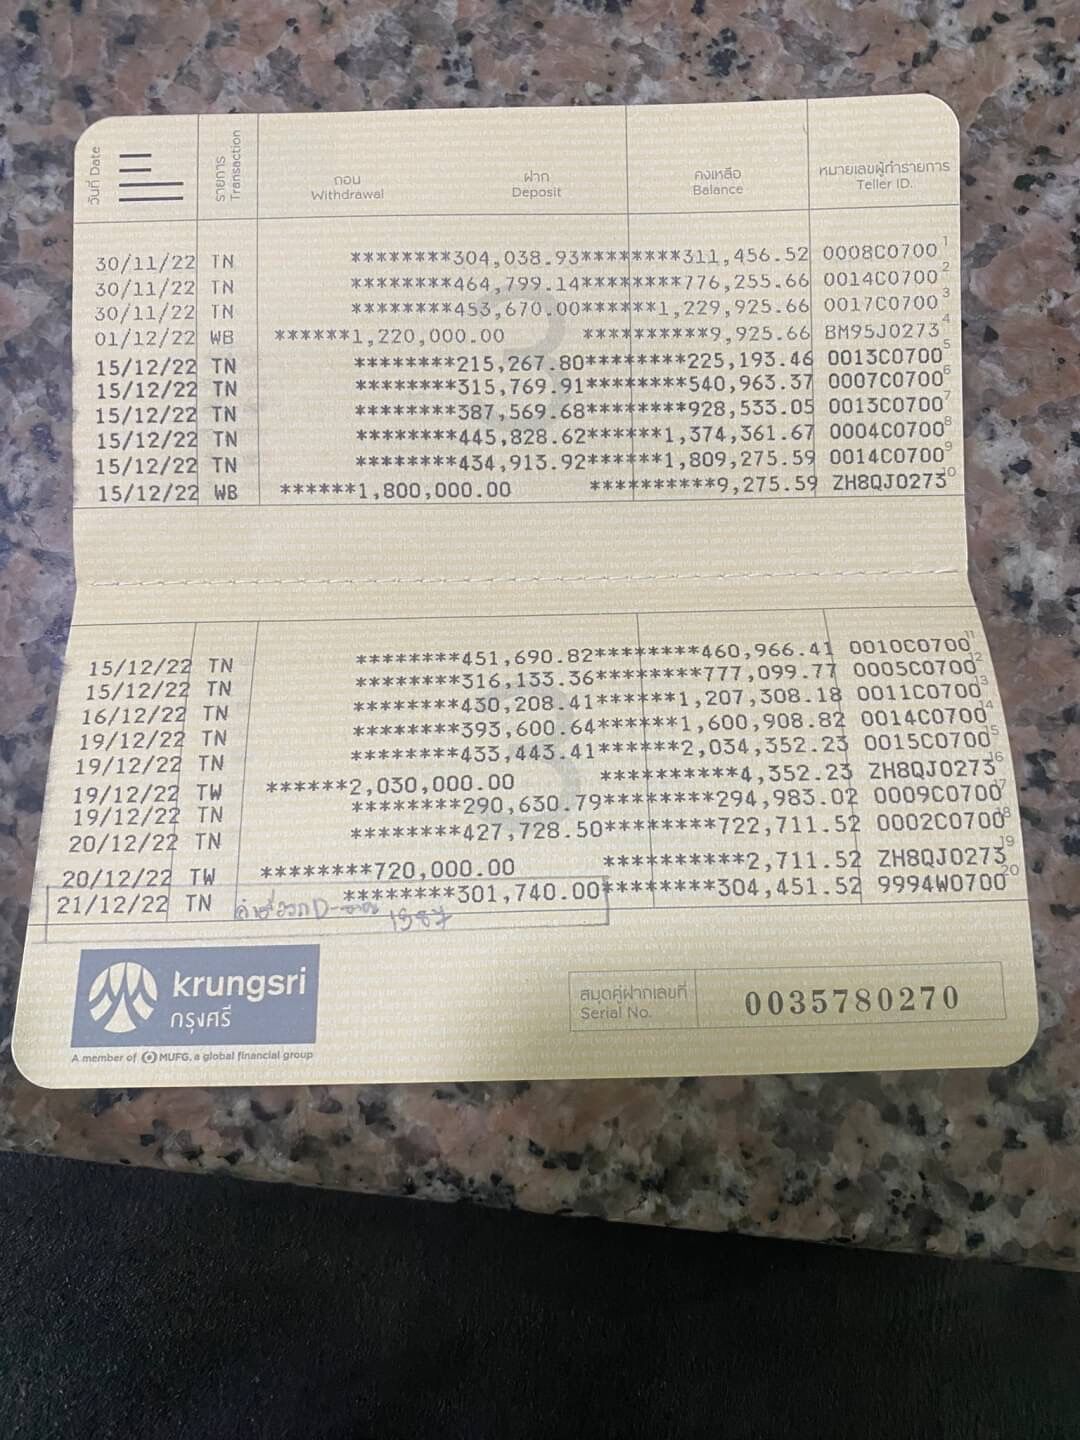 วันที่ Date
รายการ Transaction
ถอน Withdrawal
ฝาก Deposit
คงเหลือ Balance
หมายเลขผู้ทำรายการ Teller ID.
30/11/22 TN ********304,038.93********311,456.52 0008C0700 1
30/11/22 TN ********464,799.14********776,255.66 0014C0700 2
30/11/22 TN ********453,670.00******1,229,925.66 0017C0700 3
01/12/22 WB ******1,220,000.00 **********9,925.66 BM95J0273 4
15/12/22 TN ********215,267.80********225,193.46 0013C0700 5
15/12/22 TN ********315,769.91********540,963.37 0007C0700 6
15/12/22 TN ********387,569.68********928,533.05 0013C0700 7
15/12/22 TN ********445,828.62******1,374,361.67 0004C0700 8
15/12/22 TN ********434,913.92******1,809,275.59 0014C0700 9
15/12/22 WB ******1,800,000.00 **********9,275.59 ZH8QJ0273 10
15/12/22 TN ********451,690.82********460,966.41 0010C0700 11
15/12/22 TN ********316,133.36********777,099.77 0005C0700 12
16/12/22 TN ********430,208.41******1,207,308.18 0011C0700 13
19/12/22 TN ********393,600.64******1,600,908.82 0014C0700 14
19/12/22 TN ********433,443.41******2,034,352.23 0015C0700 15
19/12/22 TW ******2,030,000.00 **********4,352.23 ZH8QJ0273 16
19/12/22 TN ********290,630.79********294,983.02 0009C0700 17
20/12/22 TN ********427,728.50********722,711.52 0002C0700 18
20/12/22 TW ********720,000.00 **********2,711.52 ZH8QJ0273 19
21/12/22 TN ********301,740.00********304,451.52 9994W0700 20
1587
krungsri
กรุงศรี
A member of MUFG, a global financial group
สมุดคู่ฝากเลขที่
Serial No.
0035780270